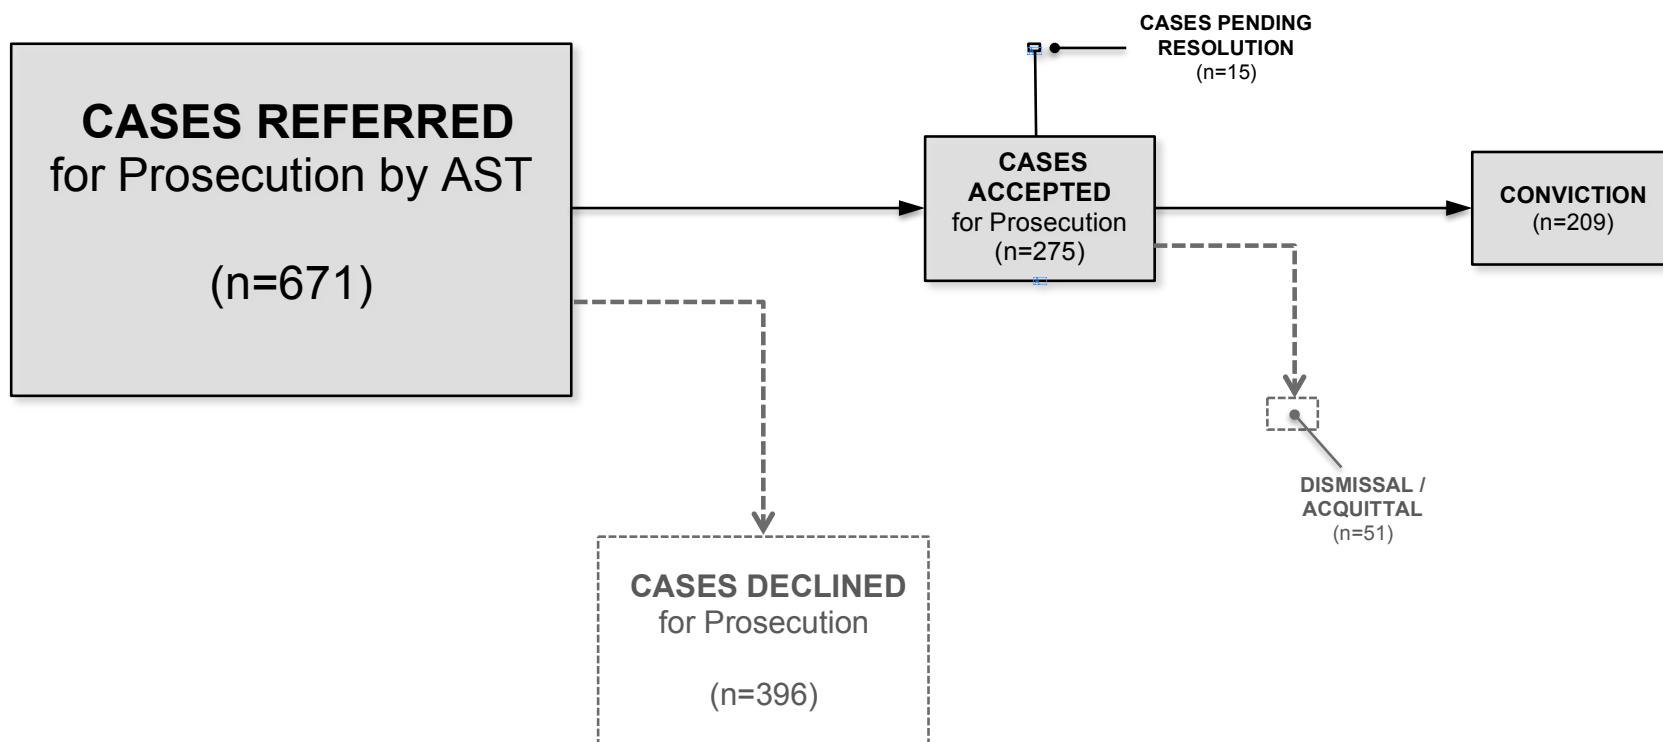 CASES PENDING
RESOLUTION
(n=15)
CASES REFERRED
for Prosecution by AST
(n=671)
CASES
ACCEPTED
for Prosecution
(n=275)
CONVICTION
(n=209)
DISMISSAL /
ACQUITTAL
(n=51)
CASES DECLINED
for Prosecution
(n=396)